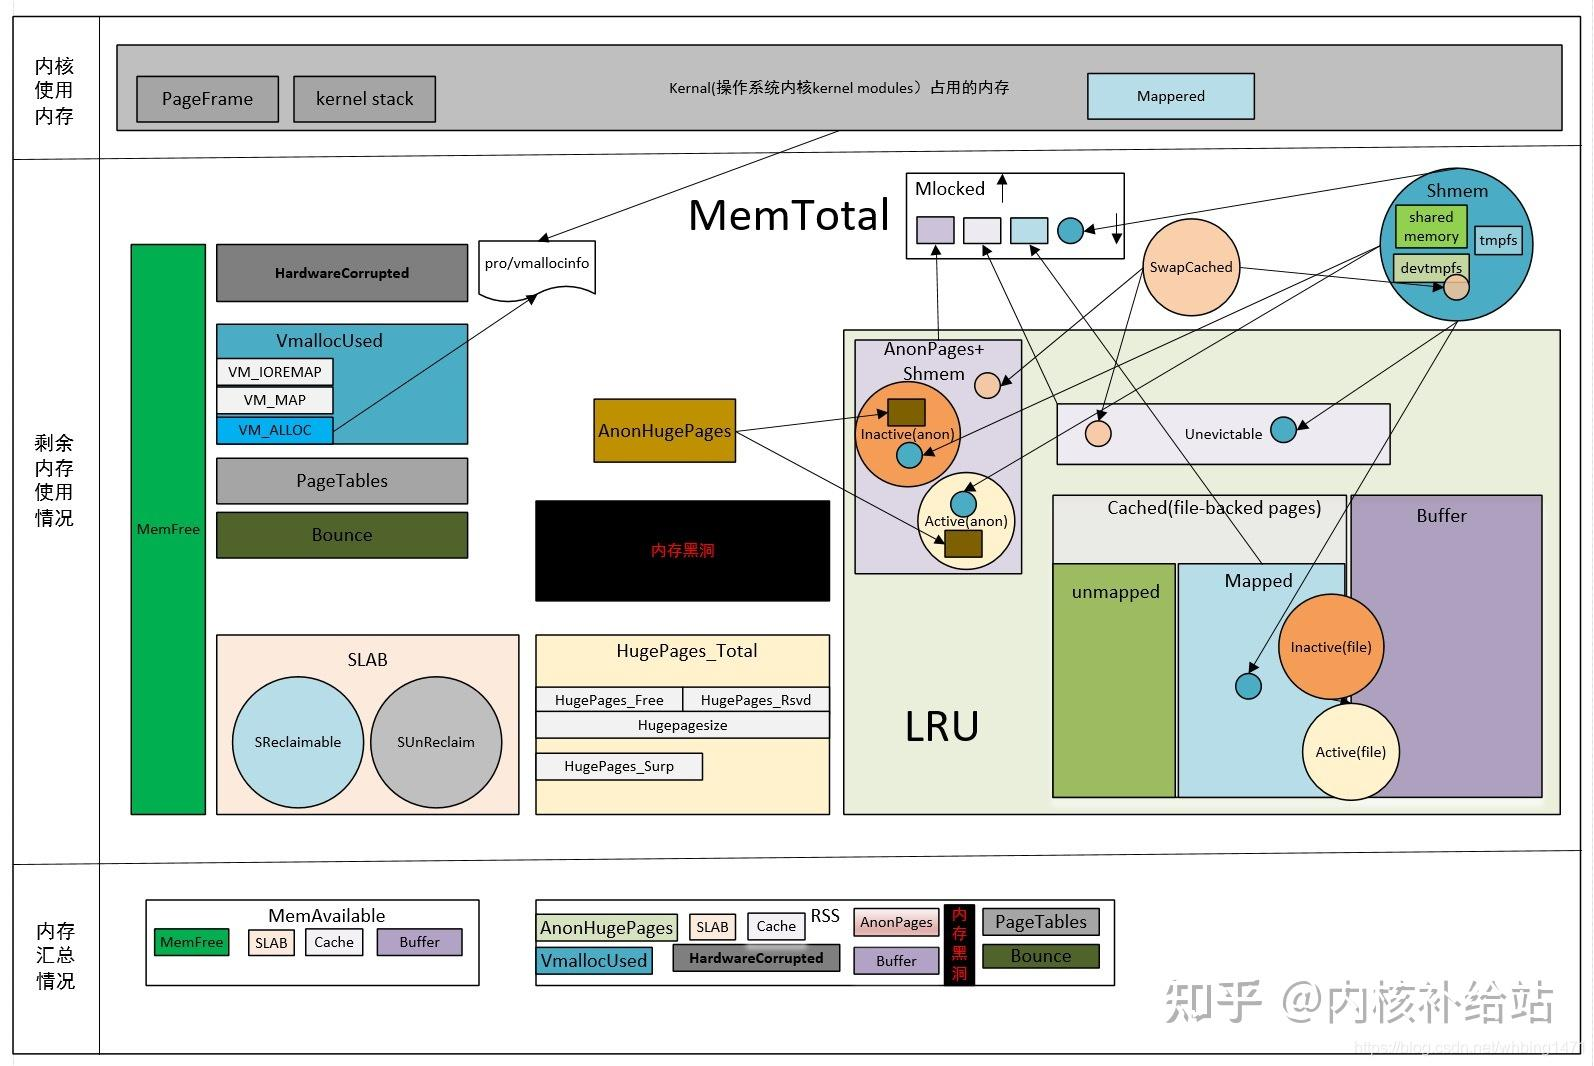 内核
使用
内存
PageFrame
kernel stack
Kernal(操作系统内核kernel modules）占用的内存
Mappered
剩余
内存
使用
情况
MemTotal
Mlocked
Shmem
shared
memory
tmpfs
devtmpfs
SwapCached
MemFree
HardwareCorrupted
pro/vmallocinfo
VmallocUsed
VM_IOREMAP
VM_MAP
VM_ALLOC
PageTables
Bounce
AnonHugePages
内存黑洞
SLAB
SReclaimable
SUnReclaim
HugePages_Total
HugePages_Free
HugePages_Rsvd
Hugepagesize
HugePages_Surp
AnonPages+
Shmem
Inactive(anon)
Active(anon)
Unevictable
Cached(file-backed pages)
Buffer
unmapped
Mapped
Inactive(file)
Active(file)
LRU
内存
汇总
情况
MemAvailable
MemFree
SLAB
Cache
Buffer
RSS
AnonHugePages
SLAB
Cache
AnonPages
内存黑洞
PageTables
VmallocUsed
HardwareCorrupted
Buffer
Bounce
知乎 @内核补给站